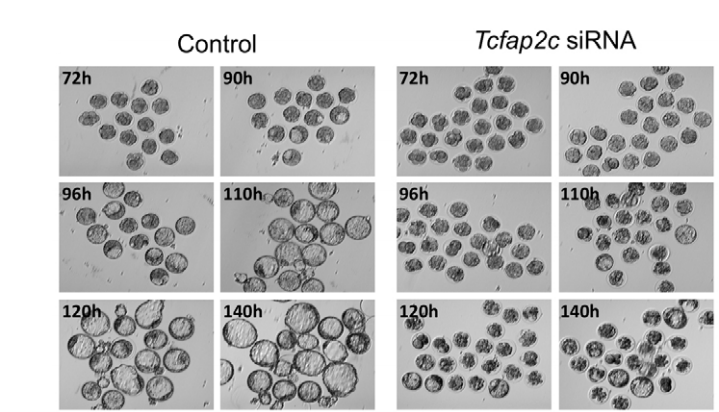 Control
Tcfap2c siRNA
72h
90h
72h
90h
96h
110h
96h
110h
120h
140h
120h
140h